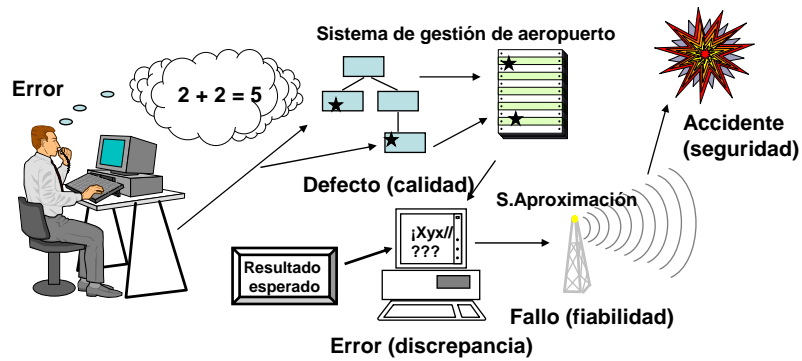 Sistema de gestión de aeropuerto
Error
2 + 2 = 5
Accidente
(seguridad)
Defecto (calidad)
S.Aproximación
¡Xyx//
???
Resultado
esperado
Fallo (fiabilidad)
Error (discrepancia)